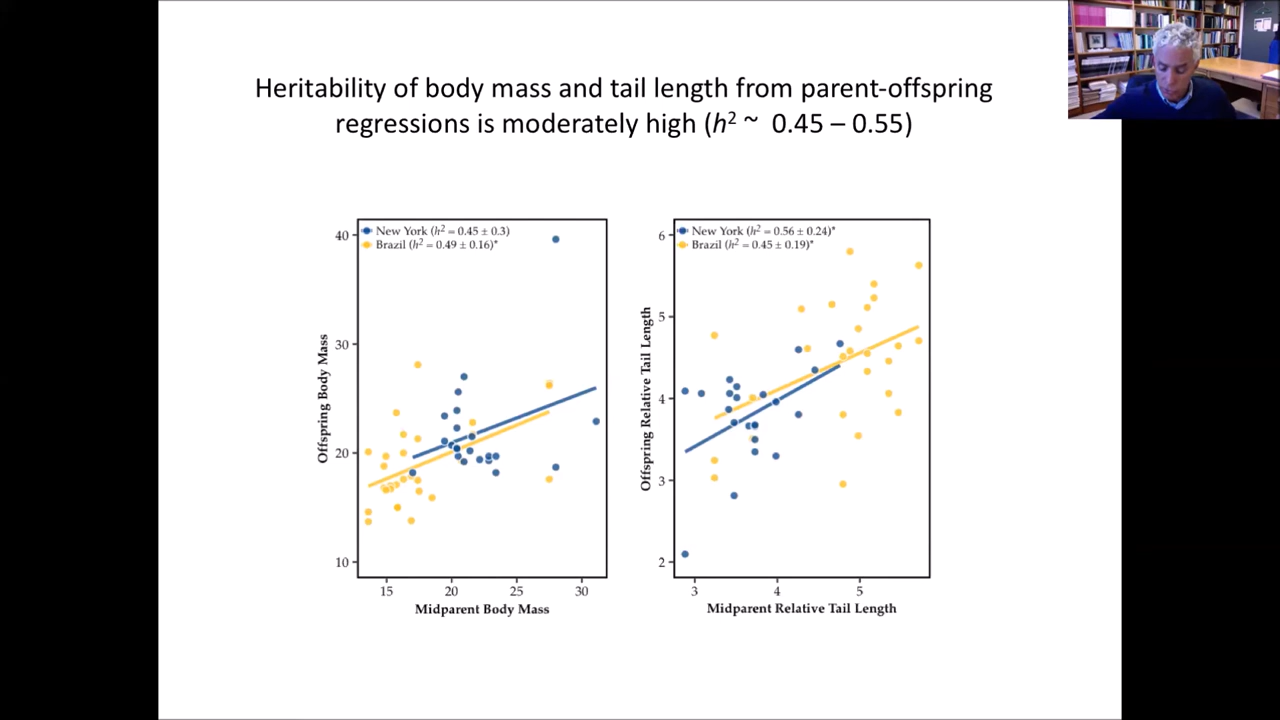 Heritability of body mass and tail length from parent-offspring
regressions is moderately high (h² ~ 0.45 – 0.55)
New York (h² = 0.45 ± 0.3)
Brazil (h² = 0.49 ± 0.16)*
40
30
20
10
Offspring Body Mass
15 20 25 30
Midparent Body Mass
New York (h² = 0.56 ± 0.24)*
Brazil (h² = 0.45 ± 0.19)*
6
5
4
3
2
Offspring Relative Tail Length
3 4 5
Midparent Relative Tail Length